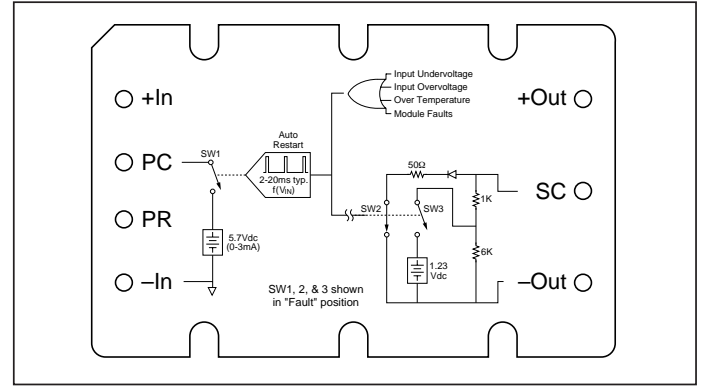 Input Undervoltage
Input Overvoltage
Over Temperature
Module Faults
+In
+Out
Auto
Restart
PC
SW1
2-20ms typ.
f(VIN)
50Ω
SC
1K
PR
SW2
SW3
5.7Vdc
(0-3mA)
6K
1.23
Vdc
–In
SW1, 2, & 3 shown
in "Fault" position
–Out